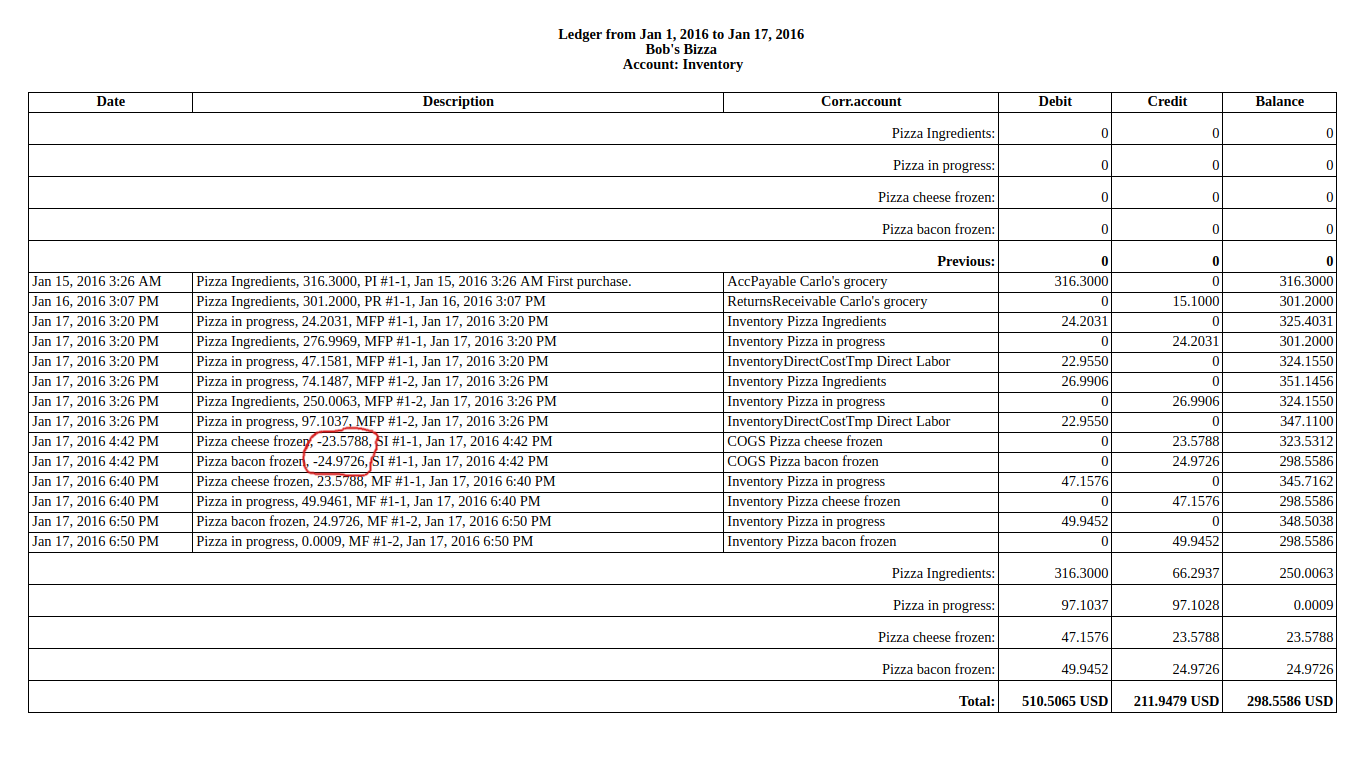 Ledger from Jan 1, 2016 to Jan 17, 2016
Bob's Bizza
Account: Inventory
Date Description Corr.account Debit Credit Balance
Pizza Ingredients: 0 0 0
Pizza in progress: 0 0 0
Pizza cheese frozen: 0 0 0
Pizza bacon frozen: 0 0 0
Previous: 0 0 0
Jan 15, 2016 3:26 AM Pizza Ingredients, 316.3000, PI #1-1, Jan 15, 2016 3:26 AM First purchase. AccPayable Carlo's grocery 316.3000 0 316.3000
Jan 16, 2016 3:07 PM Pizza Ingredients, 301.2000, PR #1-1, Jan 16, 2016 3:07 PM ReturnsReceivable Carlo's grocery 0 15.1000 301.2000
Jan 17, 2016 3:20 PM Pizza in progress, 24.2031, MFP #1-1, Jan 17, 2016 3:20 PM Inventory Pizza Ingredients 24.2031 0 325.4031
Jan 17, 2016 3:20 PM Pizza Ingredients, 276.9969, MFP #1-1, Jan 17, 2016 3:20 PM Inventory Pizza in progress 0 24.2031 301.2000
Jan 17, 2016 3:20 PM Pizza in progress, 47.1581, MFP #1-1, Jan 17, 2016 3:20 PM InventoryDirectCostTmp Direct Labor 22.9550 0 324.1550
Jan 17, 2016 3:26 PM Pizza in progress, 74.1487, MFP #1-2, Jan 17, 2016 3:26 PM Inventory Pizza Ingredients 26.9906 0 351.1456
Jan 17, 2016 3:26 PM Pizza Ingredients, 250.0063, MFP #1-2, Jan 17, 2016 3:26 PM Inventory Pizza in progress 0 26.9906 324.1550
Jan 17, 2016 3:26 PM Pizza in progress, 97.1037, MFP #1-2, Jan 17, 2016 3:26 PM InventoryDirectCostTmp Direct Labor 22.9550 0 347.1100
Jan 17, 2016 4:42 PM Pizza cheese frozen, -23.5788, SI #1-1, Jan 17, 2016 4:42 PM COGS Pizza cheese frozen 0 23.5788 323.5312
Jan 17, 2016 4:42 PM Pizza bacon frozen, -24.9726, SI #1-1, Jan 17, 2016 4:42 PM COGS Pizza bacon frozen 0 24.9726 298.5586
Jan 17, 2016 6:40 PM Pizza cheese frozen, 23.5788, MF #1-1, Jan 17, 2016 6:40 PM Inventory Pizza in progress 47.1576 0 345.7162
Jan 17, 2016 6:40 PM Pizza in progress, 49.9461, MF #1-1, Jan 17, 2016 6:40 PM Inventory Pizza cheese frozen 0 47.1576 298.5586
Jan 17, 2016 6:50 PM Pizza bacon frozen, 24.9726, MF #1-2, Jan 17, 2016 6:50 PM Inventory Pizza in progress 49.9452 0 348.5038
Jan 17, 2016 6:50 PM Pizza in progress, 0.0009, MF #1-2, Jan 17, 2016 6:50 PM Inventory Pizza bacon frozen 0 49.9452 298.5586
Pizza Ingredients: 316.3000 66.2937 250.0063
Pizza in progress: 97.1037 97.1028 0.0009
Pizza cheese frozen: 47.1576 23.5788 23.5788
Pizza bacon frozen: 49.9452 24.9726 24.9726
Total: 510.5065 USD 211.9479 USD 298.5586 USD